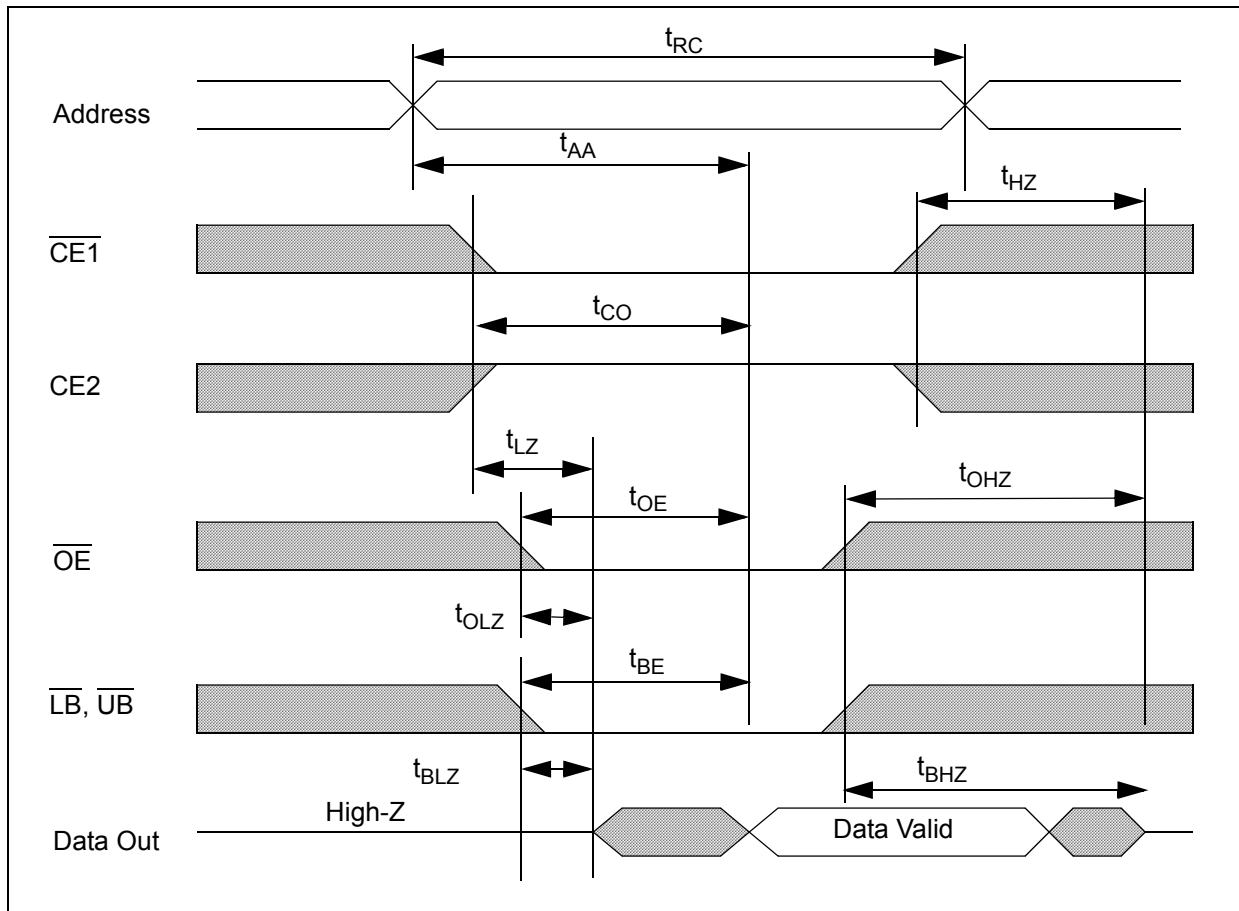 tRC
Address
tAA
tHZ
CE1
tCO
CE2
tLZ
tOHZ
tOE
OE
tOLZ
tBE
LB, UB
tBLZ
tBHZ
High-Z
Data Out
Data Valid